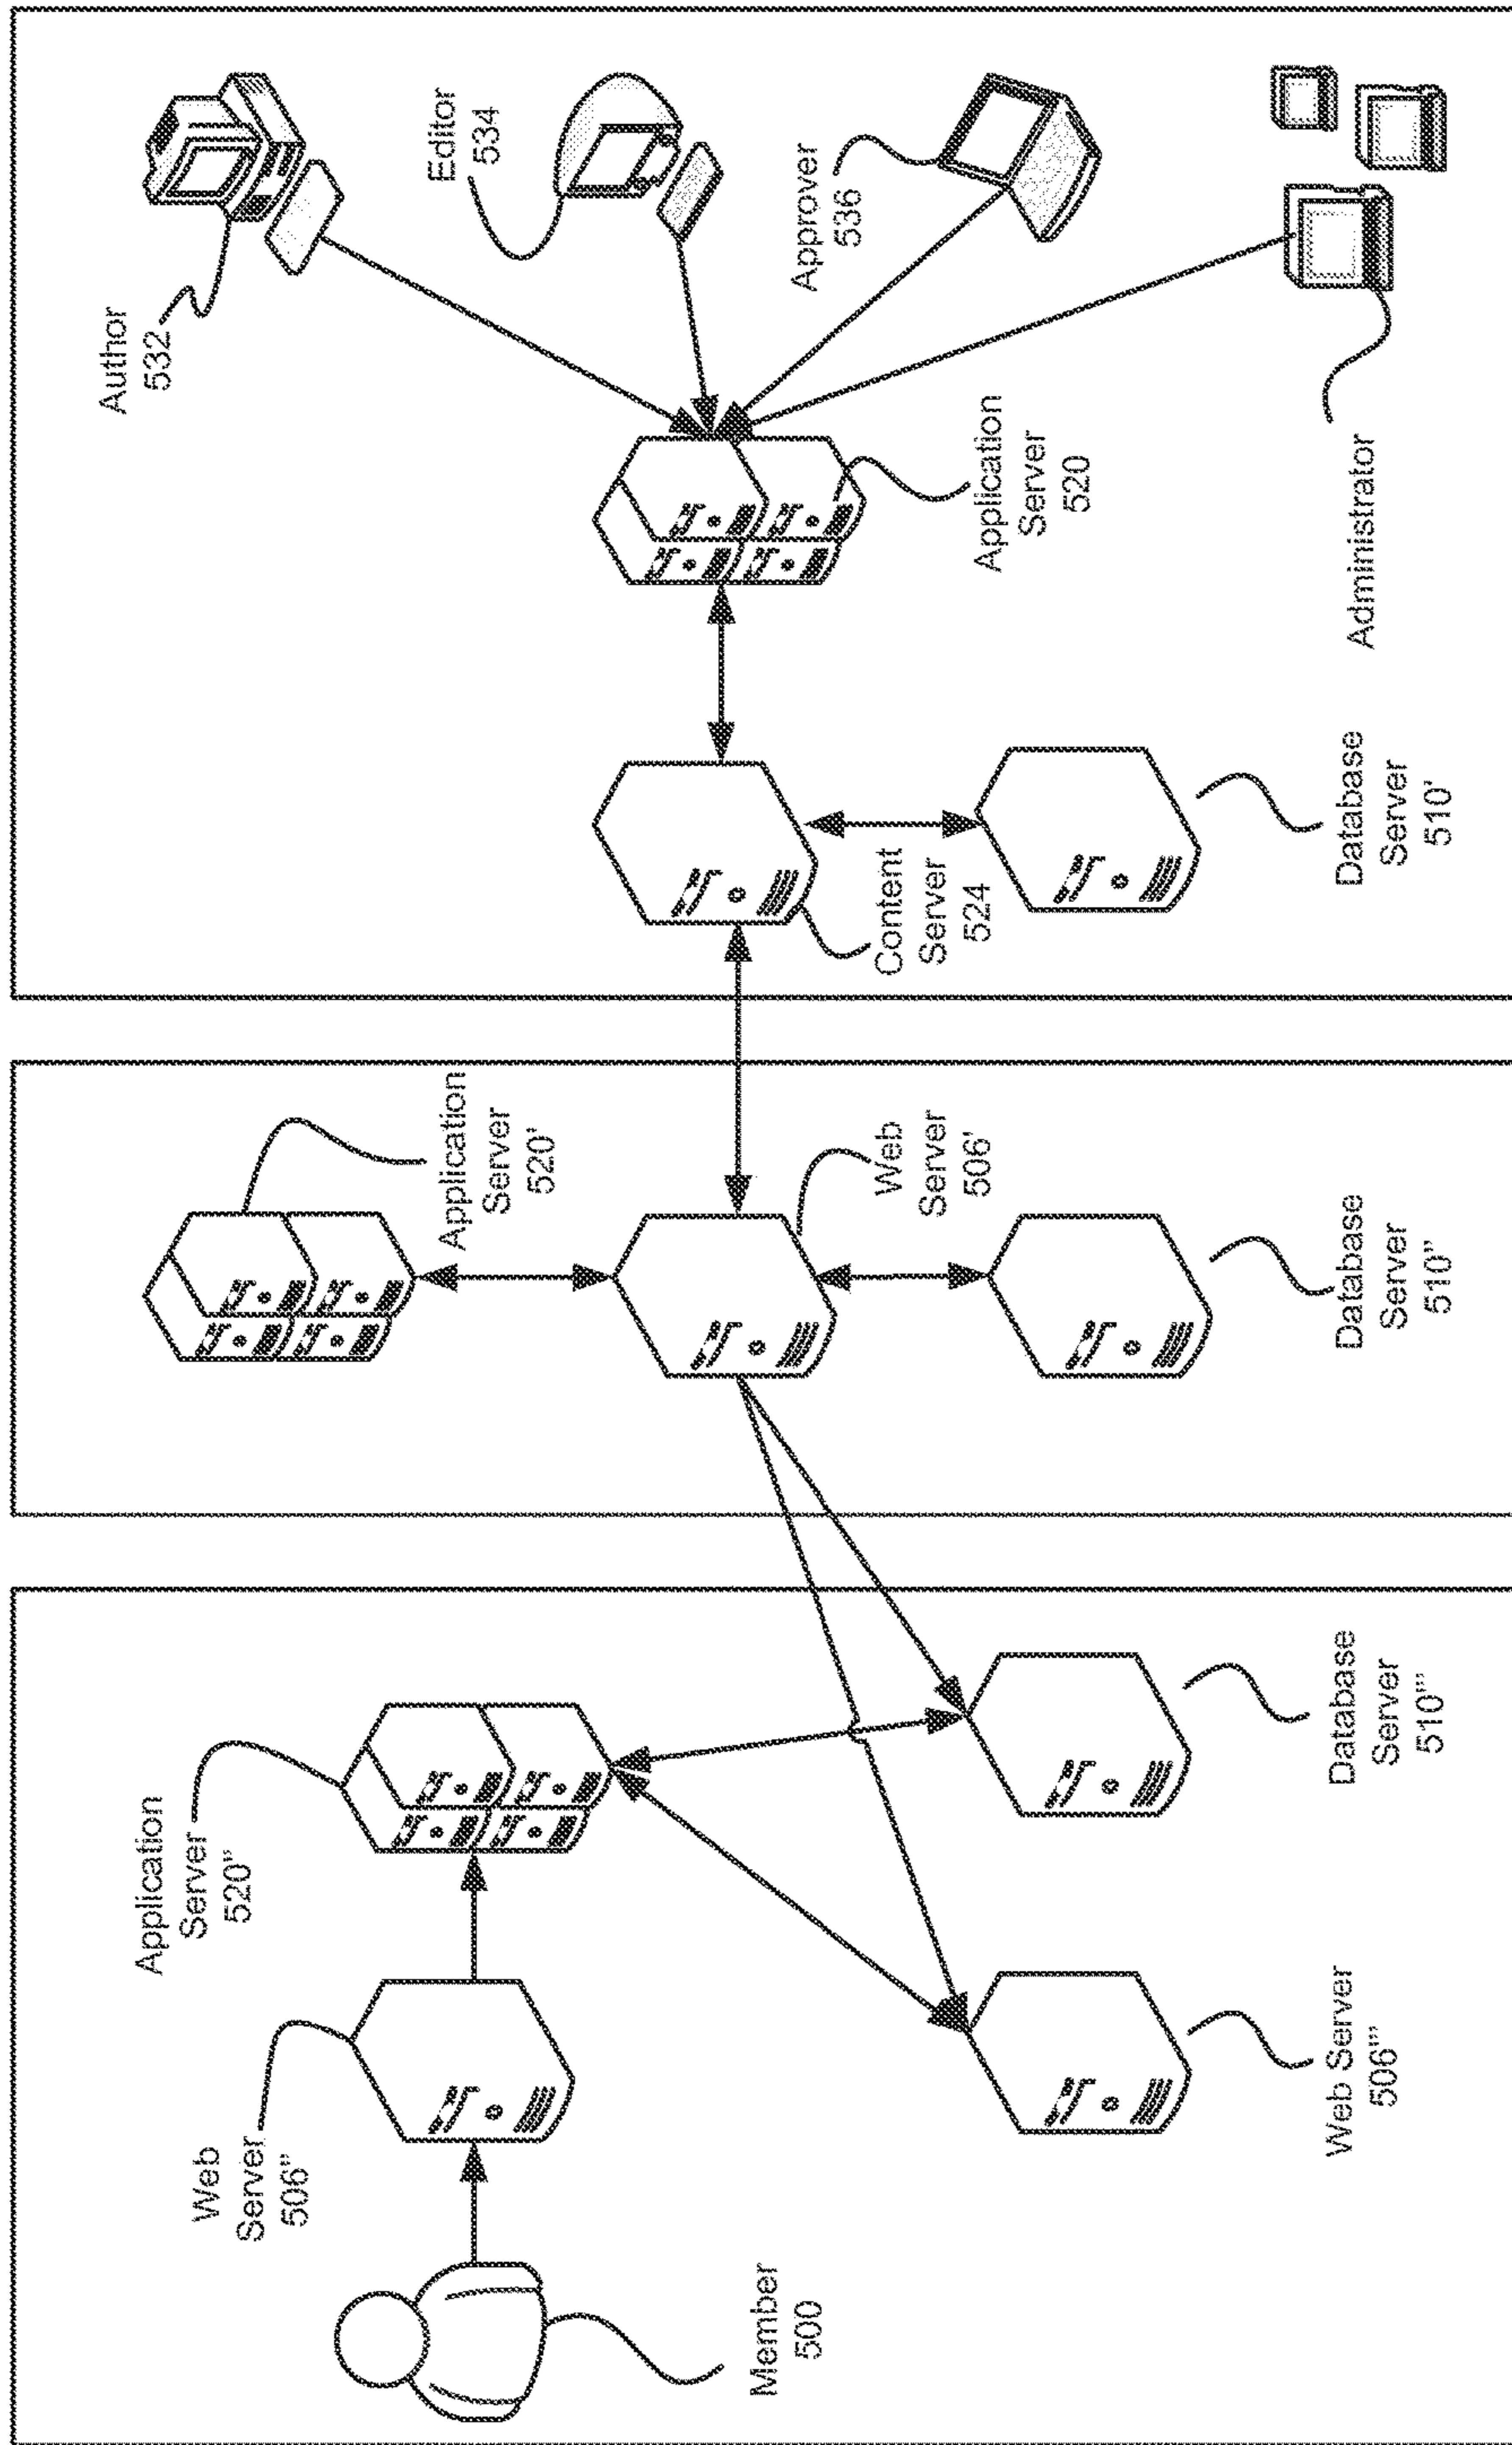 Member
500
Web
Server
506"
Application
Server
520"
Web Server
506'''
Database
Server
510'''
Application
Server
520'
Web
Server
506'
Database
Server
510"
Content
Server
524
Database
Server
510'
Application
Server
520
Author
532
Editor
534
Approver
536
Administrator